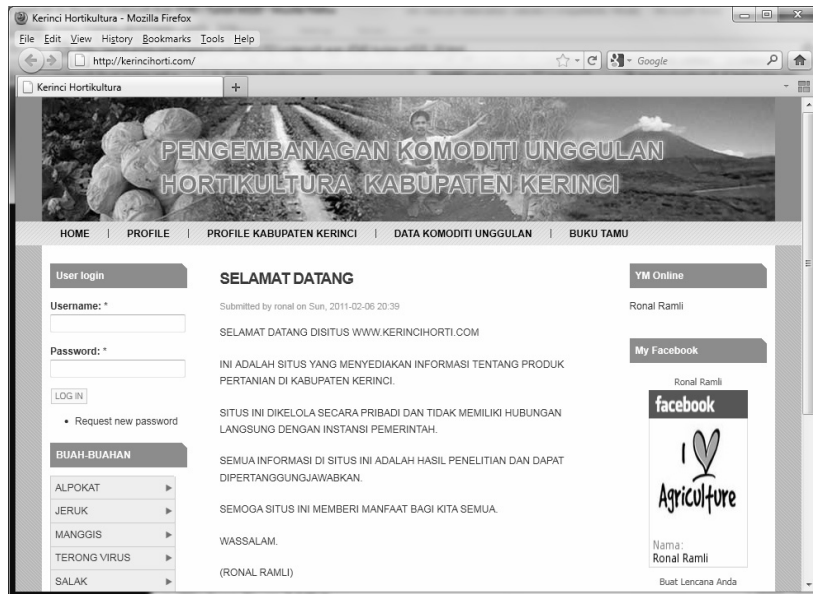 Kerinci Hortikultura - Mozilla Firefox
File Edit View History Bookmarks Tools Help
http://kerincihorti.com/
Google
Kerinci Hortikultura
PENGEMBANAGAN KOMODITI UNGGULAN
HORTIKULTURA KABUPATEN KERINCI
HOME | PROFILE | PROFILE KABUPATEN KERINCI | DATA KOMODITI UNGGULAN | BUKU TAMU
User login
Username: *
Password: *
LOG IN
Request new password
BUAH-BUAHAN
ALPOKAT
JERUK
MANGGIS
TERONG VIRUS
SALAK
SELAMAT DATANG
Submitted by ronal on Sun, 2011-02-06 20:39
SELAMAT DATANG DISITUS WWW.KERINCIHORTI.COM
INI ADALAH SITUS YANG MENYEDIAKAN INFORMASI TENTANG PRODUK
PERTANIAN DI KABUPATEN KERINCI.
SITUS INI DIKELOLA SECARA PRIBADI DAN TIDAK MEMILIKI HUBUNGAN
LANGSUNG DENGAN INSTANSI PEMERINTAH.
SEMUA INFORMASI DI SITUS INI ADALAH HASIL PENELITIAN DAN DAPAT
DIPERTANGGUNGJAWABKAN.
SEMOGA SITUS INI MEMBERI MANFAAT BAGI KITA SEMUA.
WASSALAM.
(RONAL RAMLI)
YM Online
Ronal Ramli
My Facebook
Ronal Ramli
facebook
I
Agriculture
Nama:
Ronal Ramli
Buat Lencana Anda